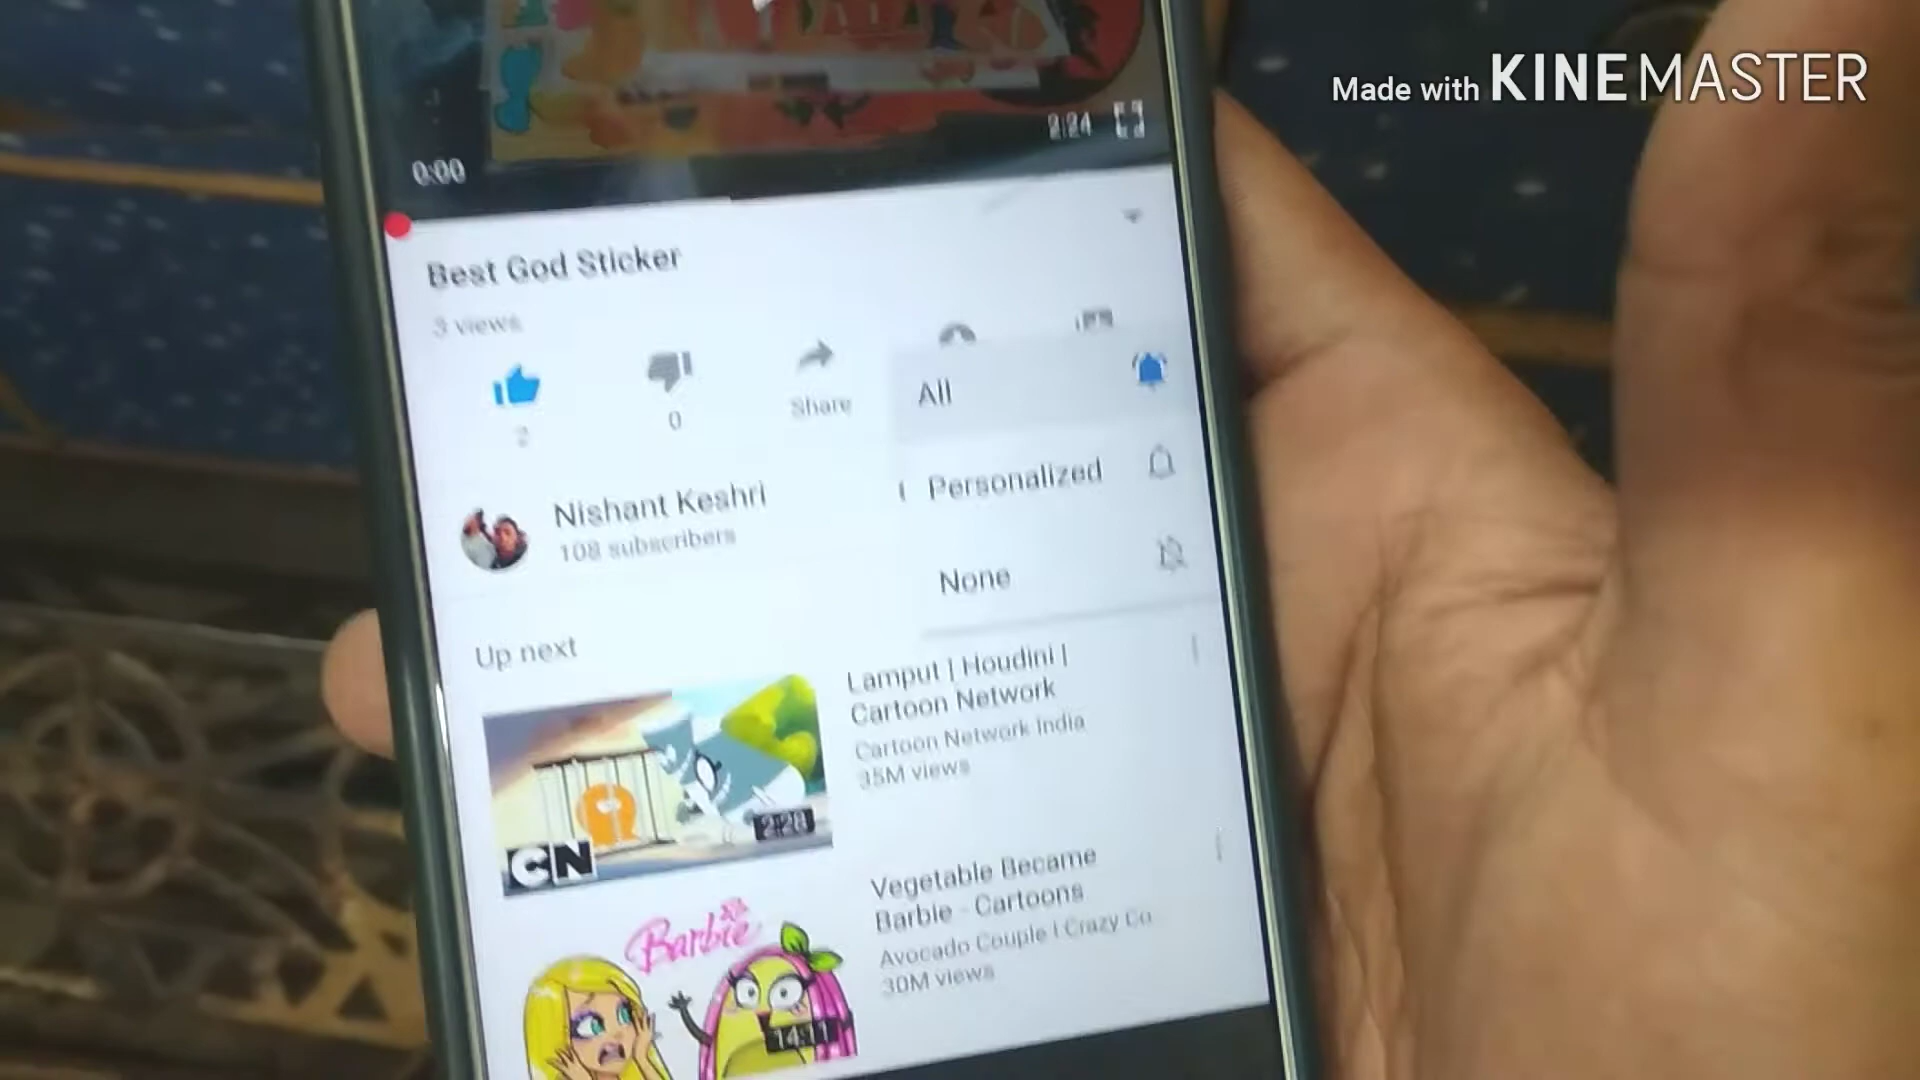 Made with KINEMASTER
0:00
2:24
Best God Sticker
3 views
2
0
Share
All
Personalized
None
Nishant Keshri
108 subscribers
Up next
Lamput | Houdini |
Cartoon Network
Cartoon Network India
35M views
2:28
CN
Vegetable Became
Barbie - Cartoons
Avocado Couple | Crazy Co
30M views
Barbie
14:11